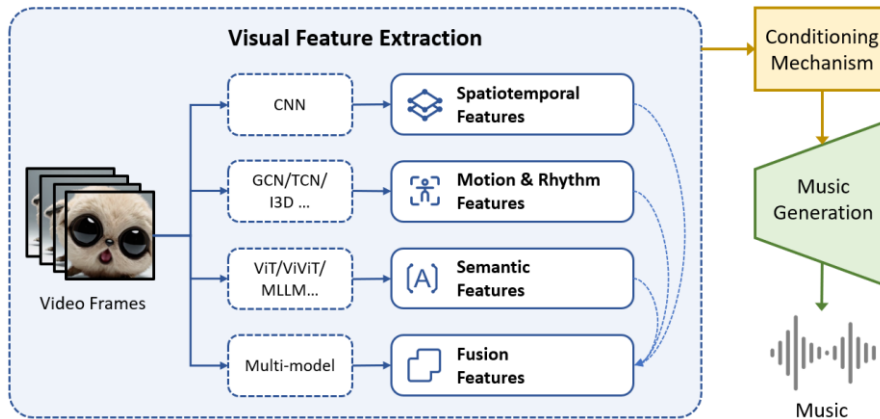 Visual Feature Extraction
CNN
Spatiotemporal
Features
GCN/TCN/
I3D ...
Motion & Rhythm
Features
Video Frames
ViT/ViViT/
MLLM...
Semantic
Features
Multi-model
Fusion
Features
Conditioning
Mechanism
Music
Generation
Music
(A)